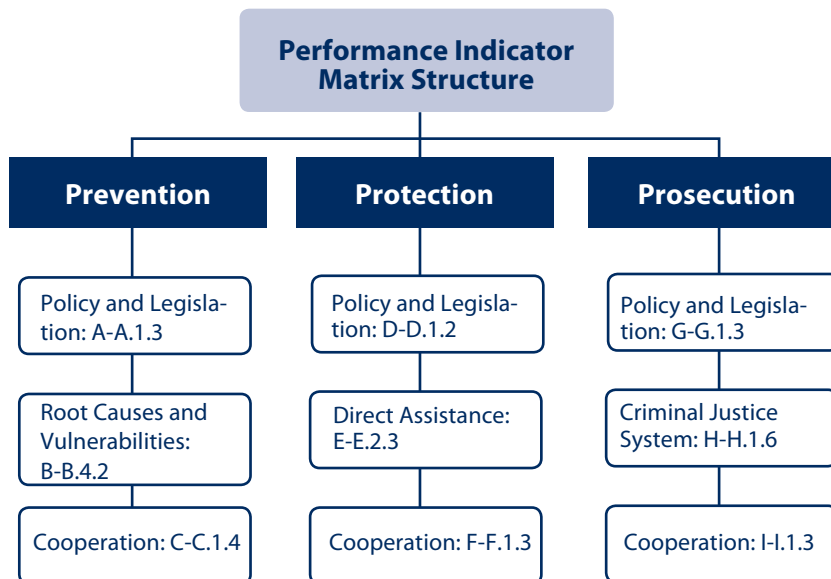 Performance Indicator
Matrix Structure
Prevention
Protection
Prosecution
Policy and Legisla-
tion: A-A.1.3
Policy and Legisla-
tion: D-D.1.2
Policy and Legisla-
tion: G-G.1.3
Root Causes and
Vulnerabilities:
B-B.4.2
Direct Assistance:
E-E.2.3
Criminal Justice
System: H-H.1.6
Cooperation: C-C.1.4
Cooperation: F-F.1.3
Cooperation: I-I.1.3